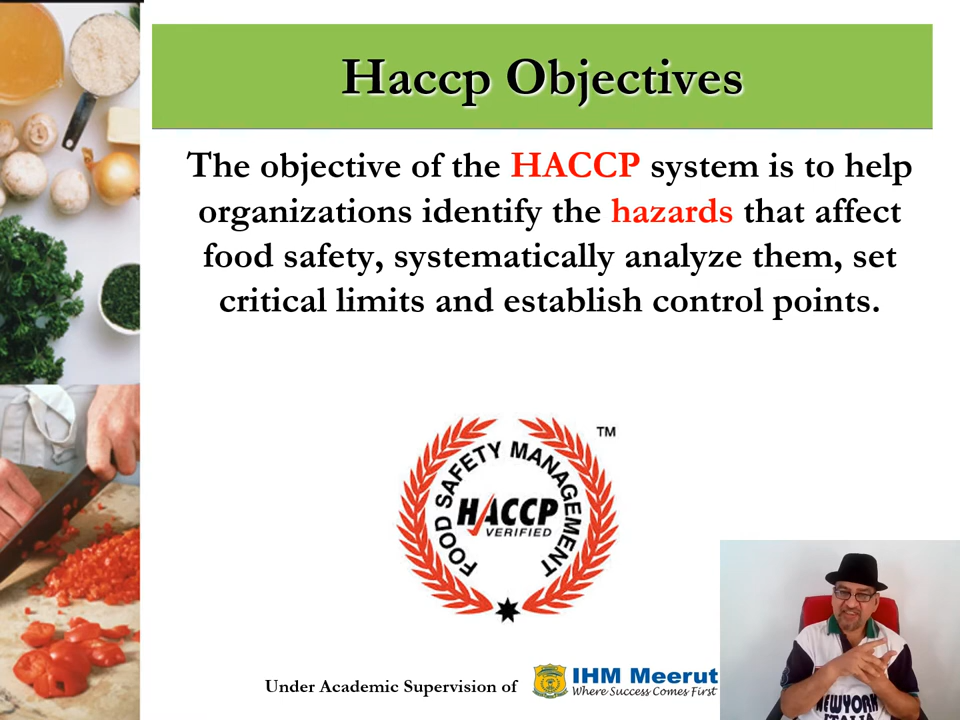 Haccp Objectives
The objective of the HACCP system is to help
organizations identify the hazards that affect
food safety, systematically analyze them, set
critical limits and establish control points.
TM
FOOD SAFETY MANAGEMENT
HACCP
VERIFIED
Under Academic Supervision of
IHM Meerut
Where Success Comes First
NEWYORK
ITALIA